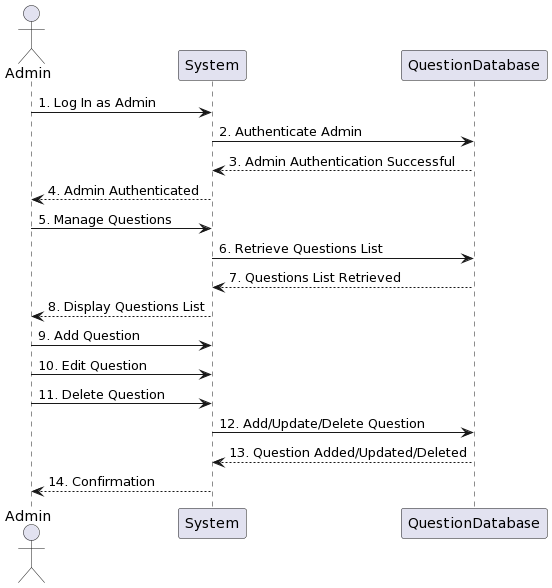 Admin
System
QuestionDatabase
1. Log In as Admin
2. Authenticate Admin
3. Admin Authentication Successful
4. Admin Authenticated
5. Manage Questions
6. Retrieve Questions List
7. Questions List Retrieved
8. Display Questions List
9. Add Question
10. Edit Question
11. Delete Question
12. Add/Update/Delete Question
13. Question Added/Updated/Deleted
14. Confirmation
Admin
System
QuestionDatabase